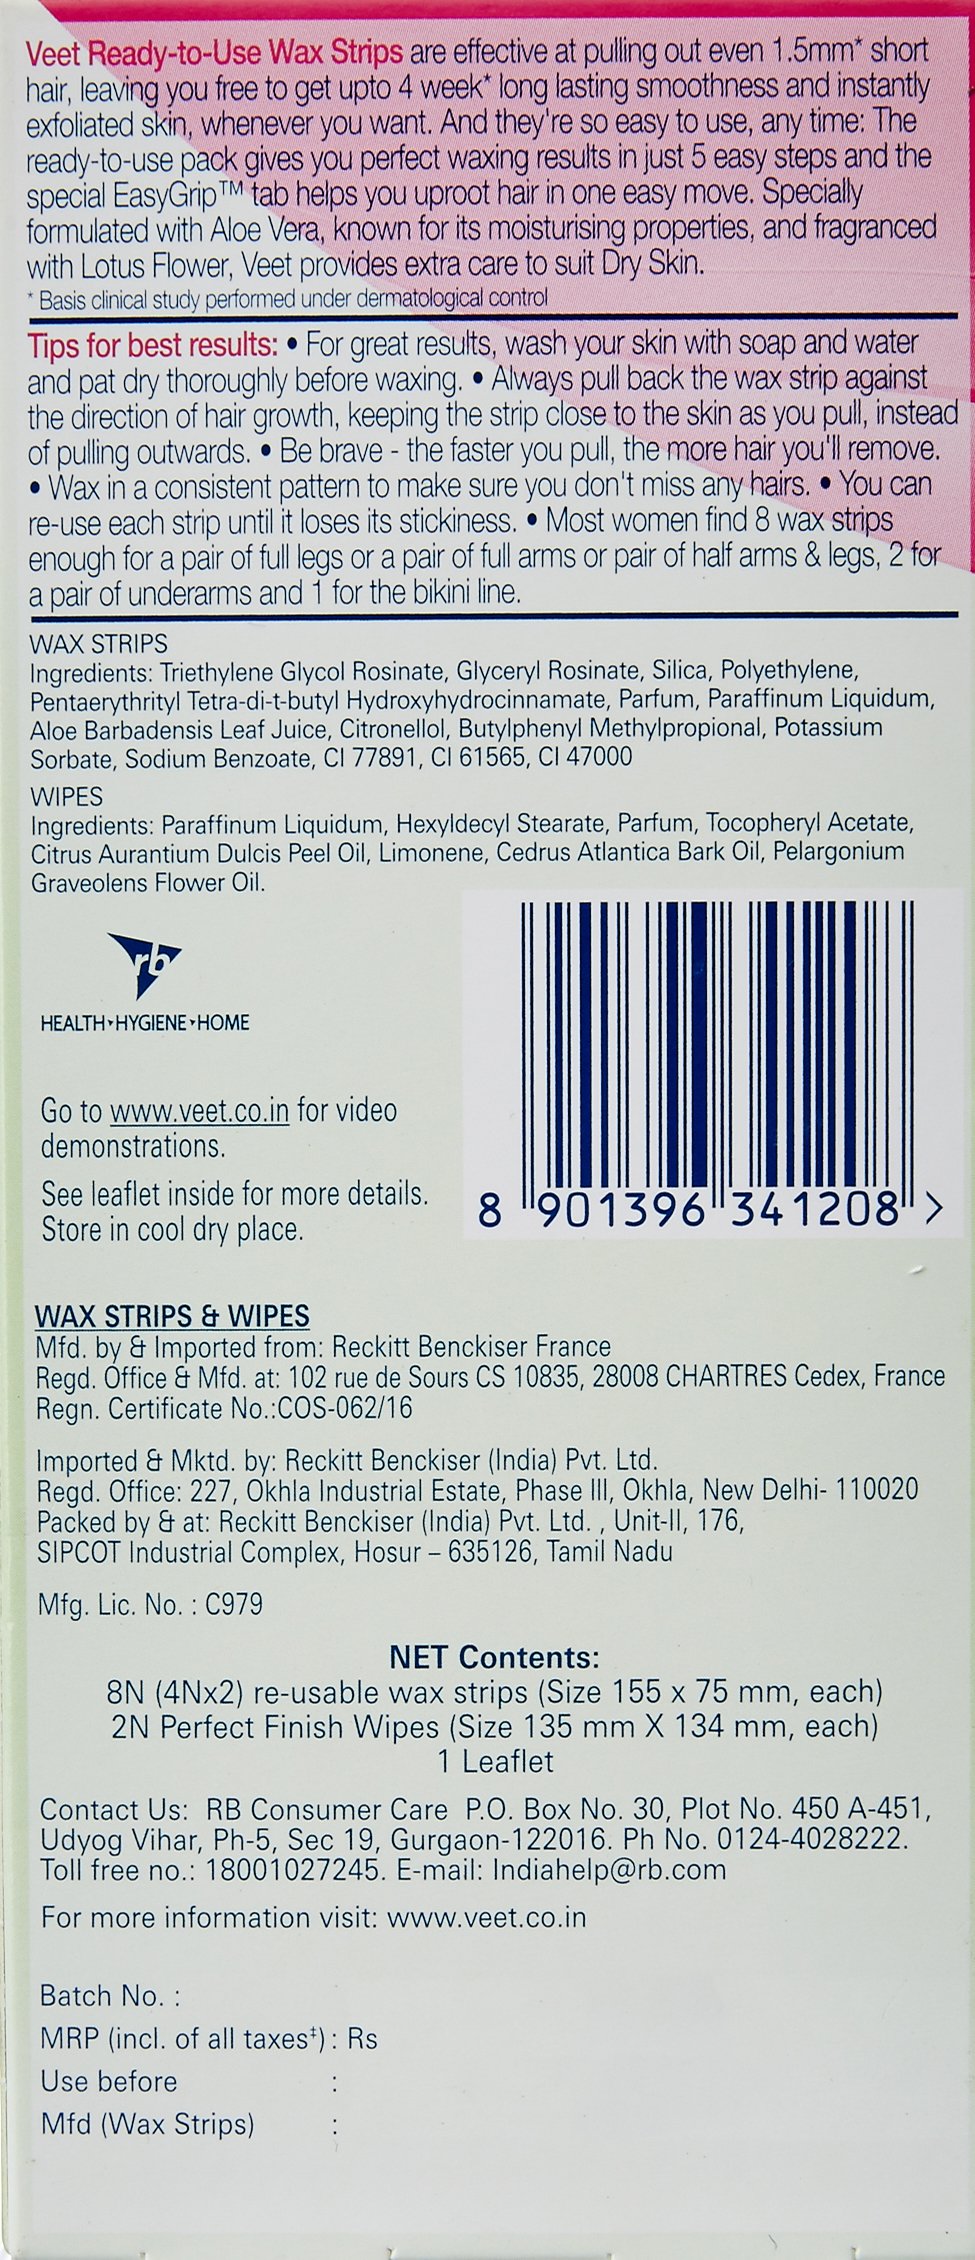 Veet Ready-to-Use Wax Strips are effective at pulling out even 1.5mm* short
hair, leaving you free to get upto 4 week* long lasting smoothness and instantly
exfoliated skin, whenever you want. And they're so easy to use, any time: The
ready-to-use pack gives you perfect waxing results in just 5 easy steps and the
special EasyGrip™ tab helps you uproot hair in one easy move. Specially
formulated with Aloe Vera, known for its moisturising properties, and fragranced
with Lotus Flower, Veet provides extra care to suit Dry Skin.
* Basis clinical study performed under dermatological control
Tips for best results: • For great results, wash your skin with soap and water
and pat dry thoroughly before waxing. • Always pull back the wax strip against
the direction of hair growth, keeping the strip close to the skin as you pull, instead
of pulling outwards. • Be brave - the faster you pull, the more hair you'll remove.
• Wax in a consistent pattern to make sure you don't miss any hairs. • You can
re-use each strip until it loses its stickiness. • Most women find 8 wax strips
enough for a pair of full legs or a pair of full arms or pair of half arms & legs, 2 for
a pair of underarms and 1 for the bikini line.
WAX STRIPS
Ingredients: Triethylene Glycol Rosinate, Glyceryl Rosinate, Silica, Polyethylene,
Pentaerythrityl Tetra-di-t-butyl Hydroxyhydrocinnamate, Parfum, Paraffinum Liquidum,
Aloe Barbadensis Leaf Juice, Citronellol, Butylphenyl Methylpropional, Potassium
Sorbate, Sodium Benzoate, CI 77891, CI 61565, CI 47000
WIPES
Ingredients: Paraffinum Liquidum, Hexyldecyl Stearate, Parfum, Tocopheryl Acetate,
Citrus Aurantium Dulcis Peel Oil, Limonene, Cedrus Atlantica Bark Oil, Pelargonium
Graveolens Flower Oil.
rb
HEALTH HYGIENE HOME
Go to www.veet.co.in for video
demonstrations.
See leaflet inside for more details.
Store in cool dry place.
8 901396 341208 >
WAX STRIPS & WIPES
Mfd. by & Imported from: Reckitt Benckiser France
Regd. Office & Mfd. at: 102 rue de Sours CS 10835, 28008 CHARTRES Cedex, France
Regn. Certificate No.:COS-062/16
Imported & Mktd. by: Reckitt Benckiser (India) Pvt. Ltd.
Regd. Office: 227, Okhla Industrial Estate, Phase III, Okhla, New Delhi- 110020
Packed by & at: Reckitt Benckiser (India) Pvt. Ltd. , Unit-II, 176,
SIPCOT Industrial Complex, Hosur – 635126, Tamil Nadu
Mfg. Lic. No. : C979
NET Contents:
8N (4Nx2) re-usable wax strips (Size 155 x 75 mm, each)
2N Perfect Finish Wipes (Size 135 mm X 134 mm, each)
1 Leaflet
Contact Us: RB Consumer Care P.O. Box No. 30, Plot No. 450 A-451,
Udyog Vihar, Ph-5, Sec 19, Gurgaon-122016. Ph No. 0124-4028222.
Toll free no.: 18001027245. E-mail: Indiahelp@rb.com
For more information visit: www.veet.co.in
Batch No. :
MRP (incl. of all taxes‡) : Rs
Use before :
Mfd (Wax Strips) :